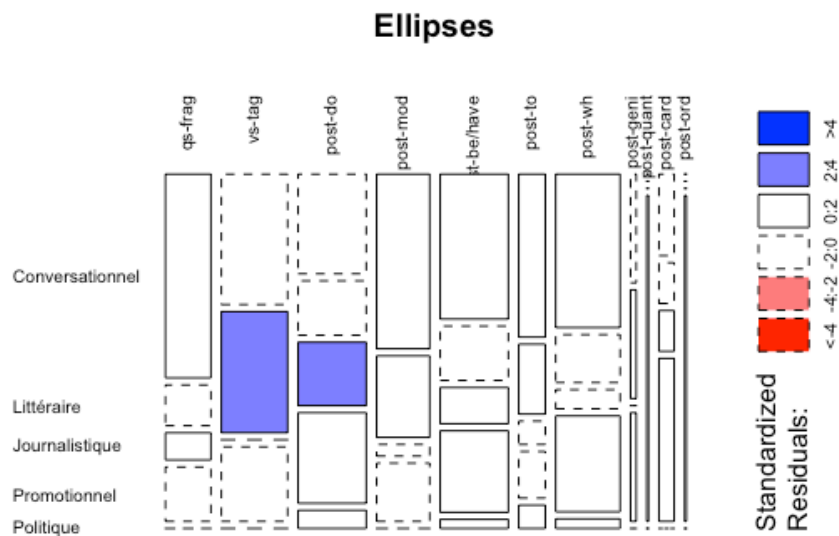 Ellipses
qs-frag
vs-tag
post-do
post-mod
st-be/have
post-to
post-wh
post-geni
post-quant
post-card
post-ord
Conversationnel
Littéraire
Journalistique
Promotionnel
Politique
Standardized
Residuals:
<-4
-4:-2
-2:0
0:2
2:4
>4